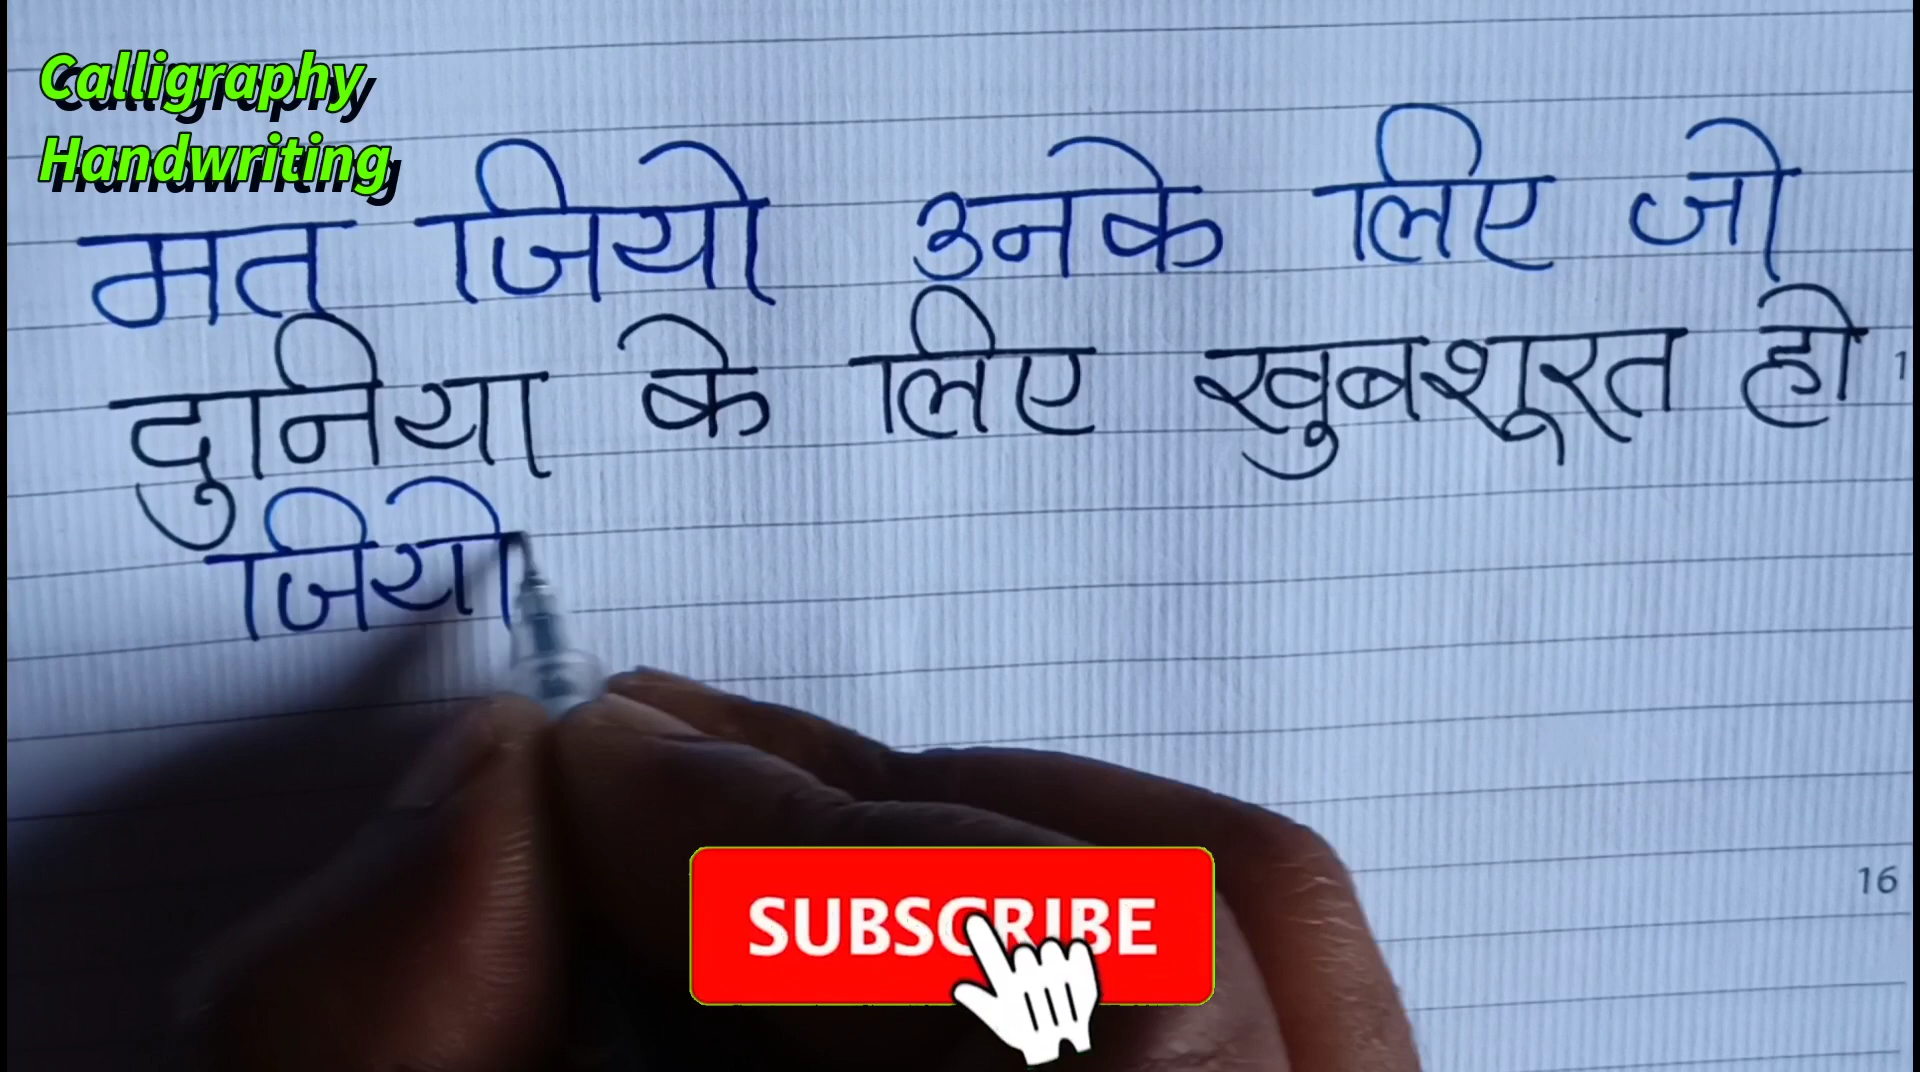 Calligraphy
Handwriting
मत जियो उनके लिए जो
दुनिया के लिए खुबशूरत हो
जियो
SUBSCRIBE
16